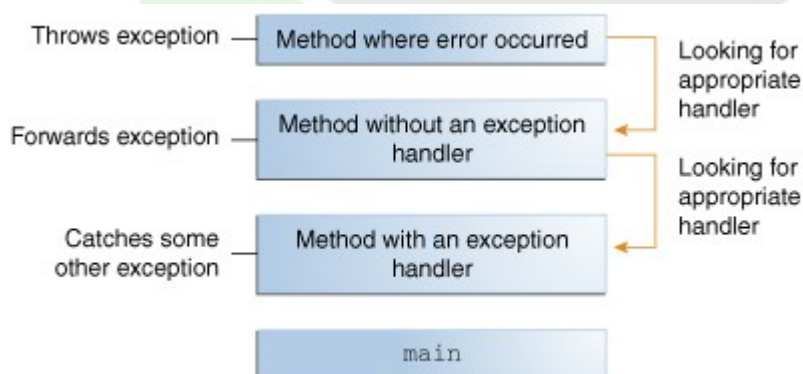 Throws exception
Method where error occurred
Looking for
appropriate
handler
Forwards exception
Method without an exception
handler
Looking for
appropriate
handler
Catches some
other exception
Method with an exception
handler
main